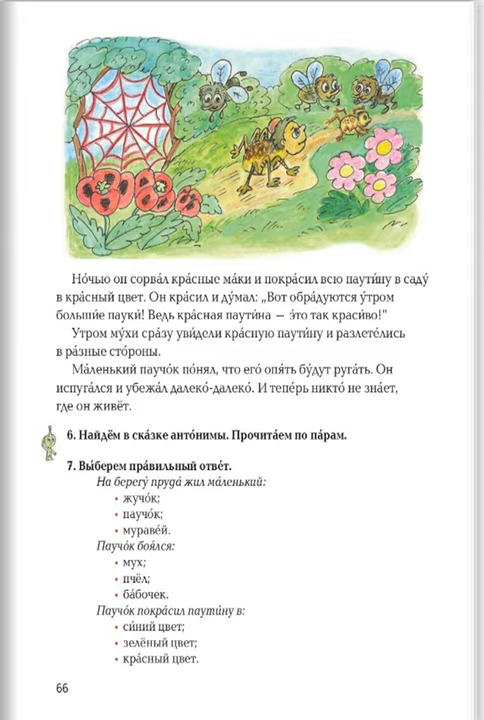 Но́чью он сорва́л кра́сные ма́ки и покра́сил всю паути́ну в саду́
в кра́сный цвет. Он кра́сил и ду́мал: „Вот обра́дуются у́тром
больши́е пауки́! Ведь кра́сная паути́на — э́то так краси́во!"
У́тром му́хи сра́зу уви́дели кра́сную паути́ну и разлете́лись
в ра́зные сто́роны.
Ма́ленький паучо́к по́нял, что его́ опя́ть бу́дут руга́ть. Он
испуга́лся и убежа́л далеко́-далеко́. И тепе́рь никто́ не зна́ет,
где он живёт.
6. Найдём в ска́зке анто́нимы. Прочита́ем по па́рам.
7. Вы́берем пра́вильный отве́т.
На берегу́ пруда́ жил ма́ленький:
• жучо́к;
• паучо́к;
• мураве́й.
Паучо́к боя́лся:
• мух;
• пчёл;
• ба́бочек.
Паучо́к покра́сил паути́ну в:
• си́ний цвет;
• зелёный цвет;
• кра́сный цвет.
66